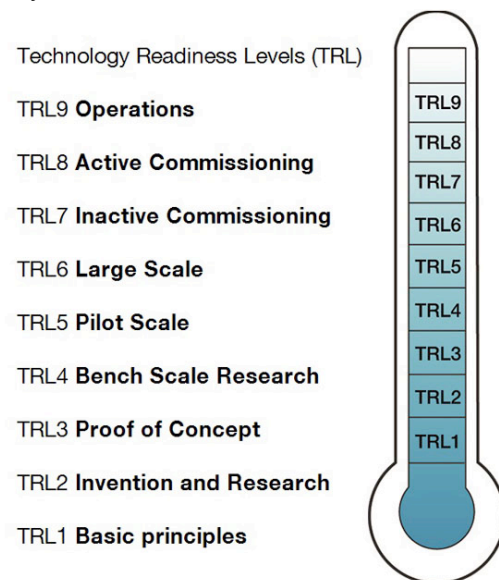 Technology Readiness Levels (TRL)
TRL9 Operations
TRL8 Active Commissioning
TRL7 Inactive Commissioning
TRL6 Large Scale
TRL5 Pilot Scale
TRL4 Bench Scale Research
TRL3 Proof of Concept
TRL2 Invention and Research
TRL1 Basic principles
TRL9
TRL8
TRL7
TRL6
TRL5
TRL4
TRL3
TRL2
TRL1